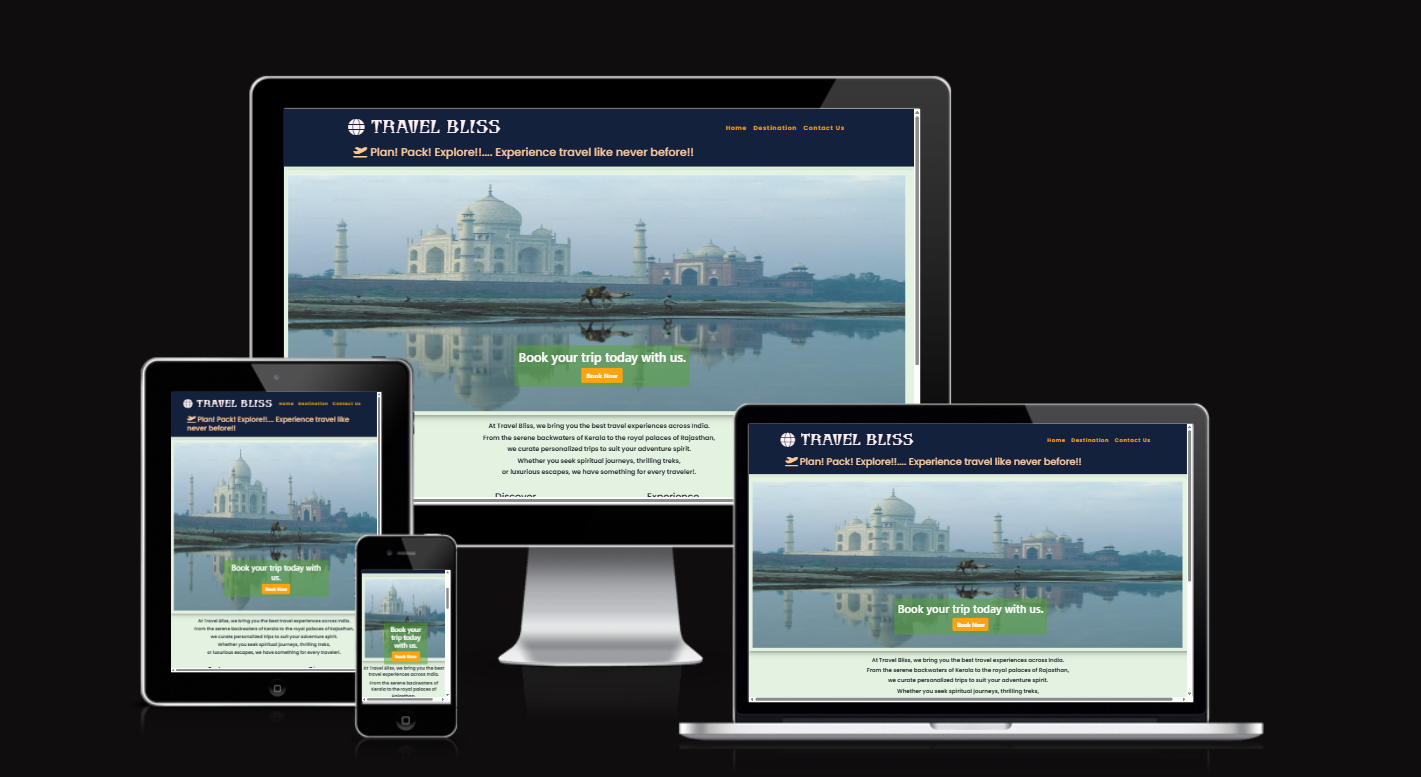 TRAVEL BLISS
Home Destination Contact Us
Plan! Pack! Explore!!.... Experience travel like never before!!
Book your trip today with us.
Book Now
At Travel Bliss, we bring you the best travel experiences across India.
From the serene backwaters of Kerala to the royal palaces of Rajasthan,
we curate personalized trips to suit your adventure spirit.
Whether you seek spiritual journeys, thrilling treks,
or luxurious escapes, we have something for every traveler!.
Discover Experience
TRAVEL BLISS Home Destination Contact Us
Plan! Pack! Explore!!.... Experience travel like
never before!!
Book your trip today with
us.
Book Now
At Travel Bliss, we bring you the best travel experiences across India.
From the serene backwaters of Kerala to the royal palaces of Rajasthan,
we curate personalized trips to suit your adventure spirit.
Whether you seek spiritual journeys, thrilling treks,
or luxurious escapes, we have something for every traveler!.
Book your
trip today
with us.
Book Now
At Travel Bliss, we bring you the best
travel experiences across India.
From the serene backwaters of
Kerala to the royal palaces of
Rajasthan,
TRAVEL BLISS
Home Destination Contact Us
Plan! Pack! Explore!!.... Experience travel like never before!!
Book your trip today with us.
Book Now
At Travel Bliss, we bring you the best travel experiences across India.
From the serene backwaters of Kerala to the royal palaces of Rajasthan,
we curate personalized trips to suit your adventure spirit.
Whether you seek spiritual journeys, thrilling treks,